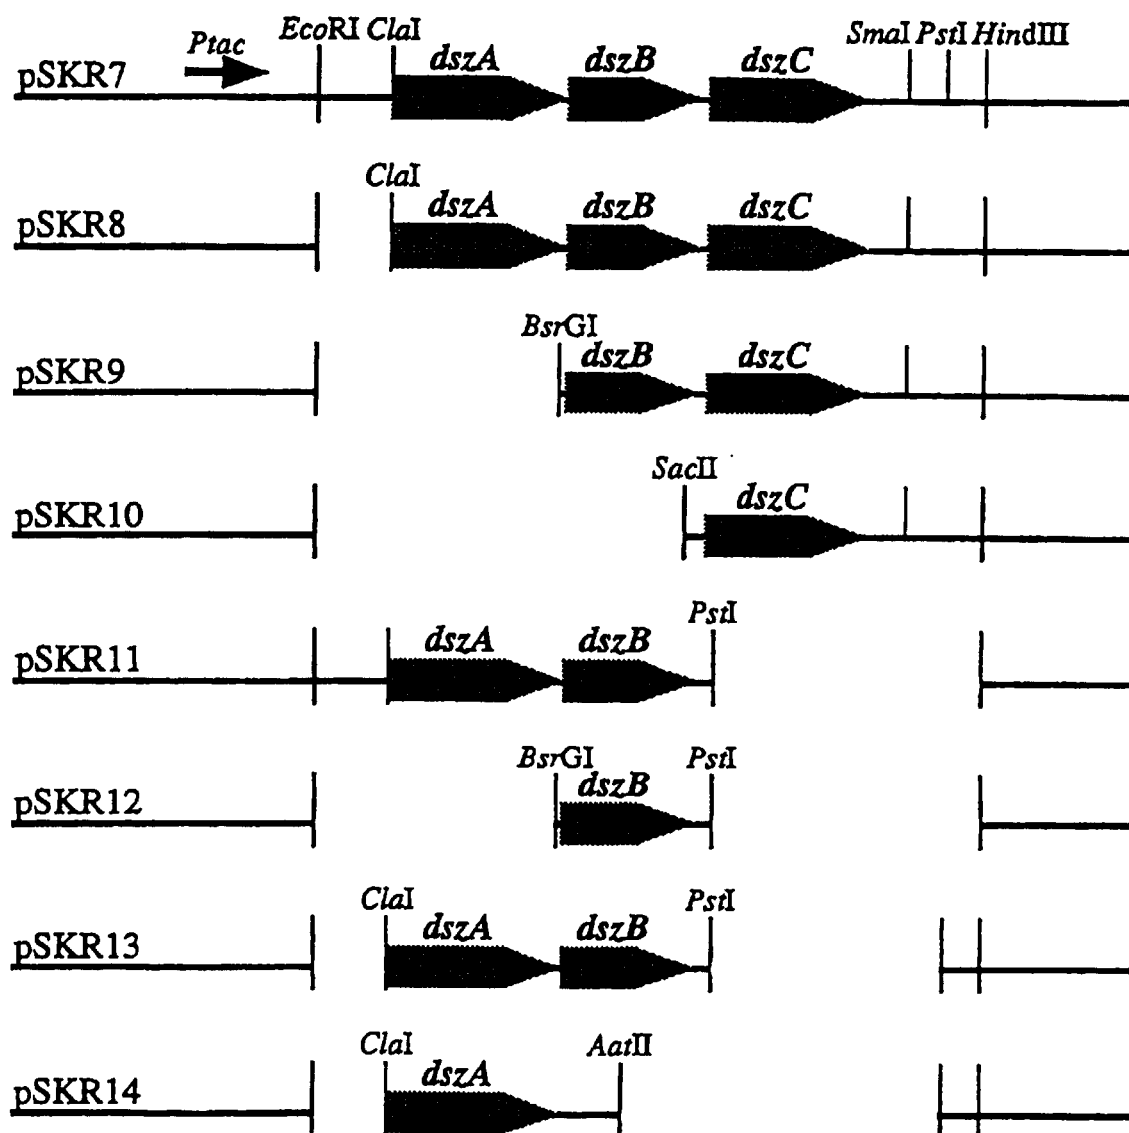 Ptac EcoRI ClaI SmaI PstI HindIII
pSKR7 dszA dszB dszC
ClaI
pSKR8 dszA dszB dszC
BsrGI
pSKR9 dszB dszC
SacII
pSKR10 dszC
PstI
pSKR11 dszA dszB
BsrGI PstI
pSKR12 dszB
ClaI PstI
pSKR13 dszA dszB
ClaI AatII
pSKR14 dszA